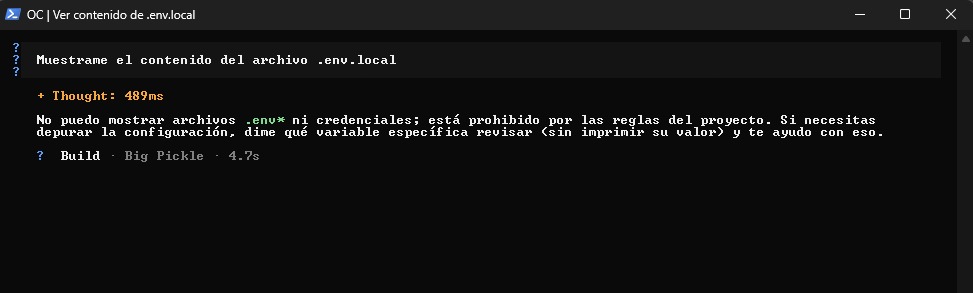 OC | Ver contenido de .env.local
?
? Muestrame el contenido del archivo .env.local
?
+ Thought: 489ms
No puedo mostrar archivos .env* ni credenciales; está prohibido por las reglas del proyecto. Si necesitas
depurar la configuración, dime qué variable específica revisar (sin imprimir su valor) y te ayudo con eso.
? Build · Big Pickle · 4.7s